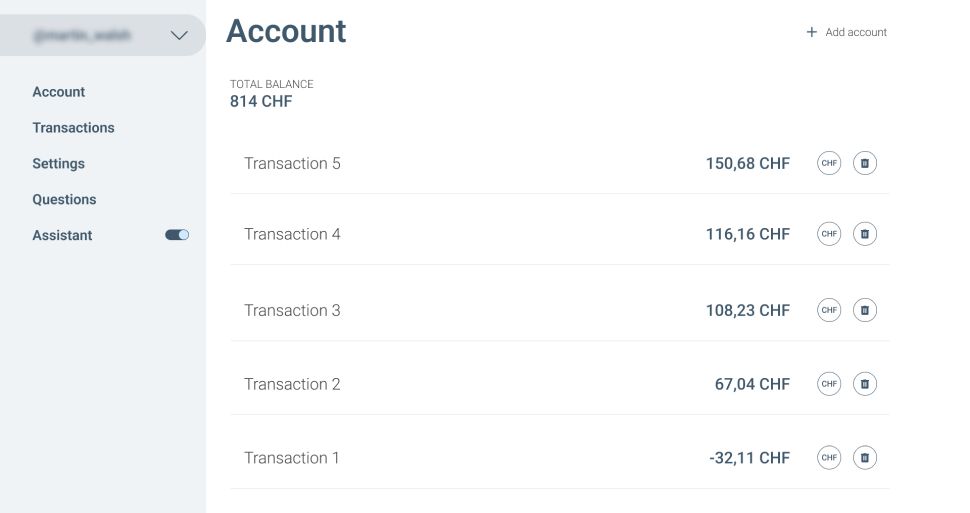 Account
Add account
TOTAL BALANCE
814 CHF
Account
Transactions
Settings
Questions
Assistant
Transaction 5 150,68 CHF CHF
Transaction 4 116,16 CHF CHF
Transaction 3 108,23 CHF CHF
Transaction 2 67,04 CHF CHF
Transaction 1 -32,11 CHF CHF